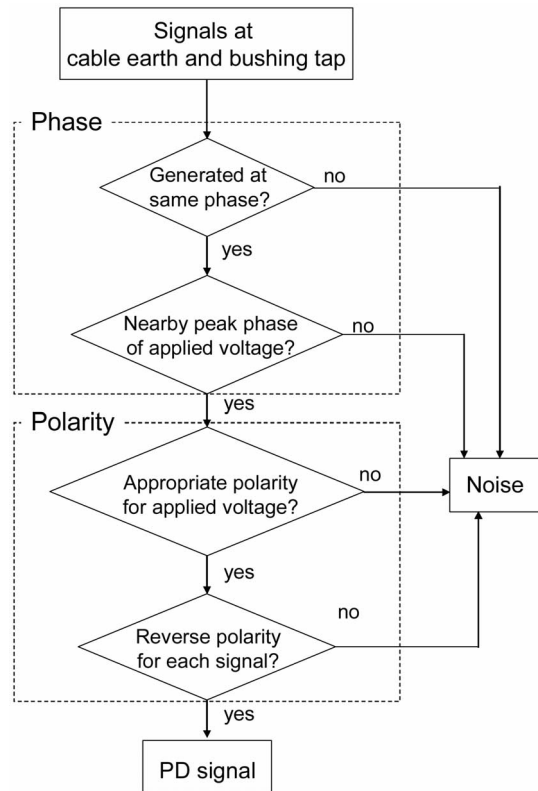 Signals at
cable earth and bushing tap
Phase
Generated at
same phase?
no
yes
Nearby peak phase
of applied voltage?
no
yes
Polarity
Appropriate polarity
for applied voltage?
no
Noise
yes
Reverse polarity
for each signal?
no
yes
PD signal